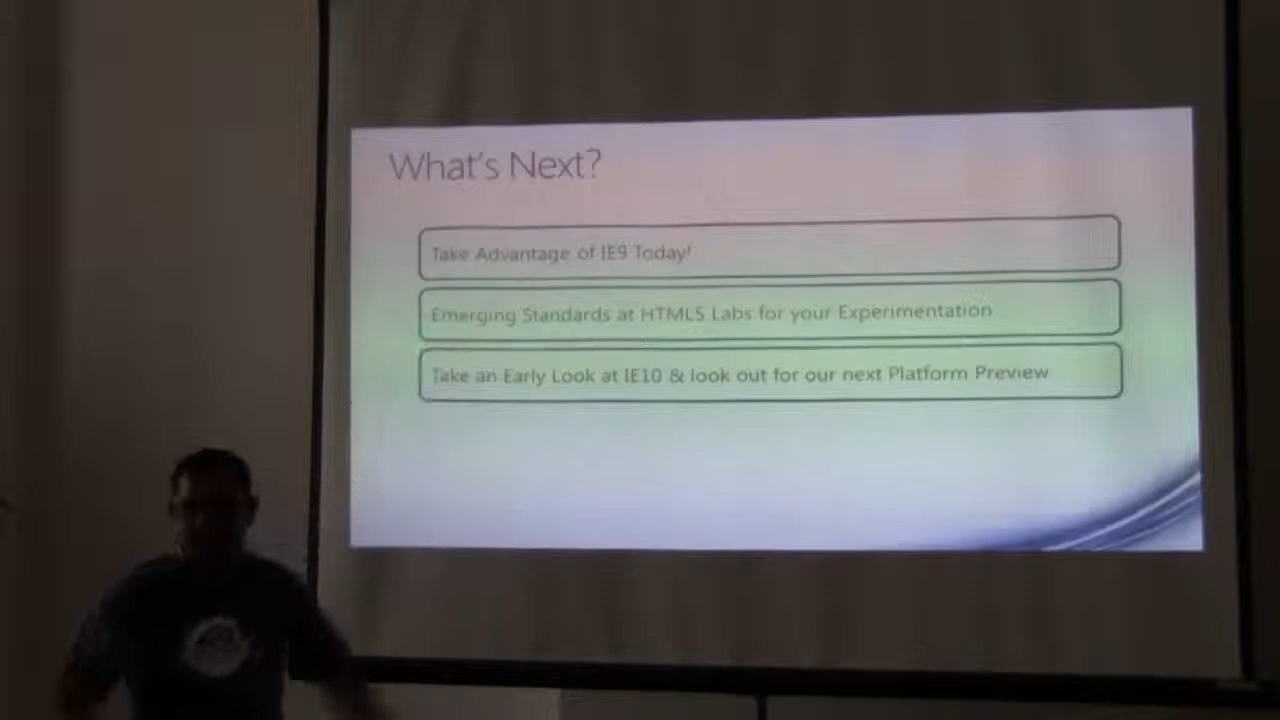 What's Next?
Take Advantage of IE9 Today!
Emerging Standards at HTML5 Labs for your Experimentation
Take an Early Look at IE10 & look out for our next Platform Preview